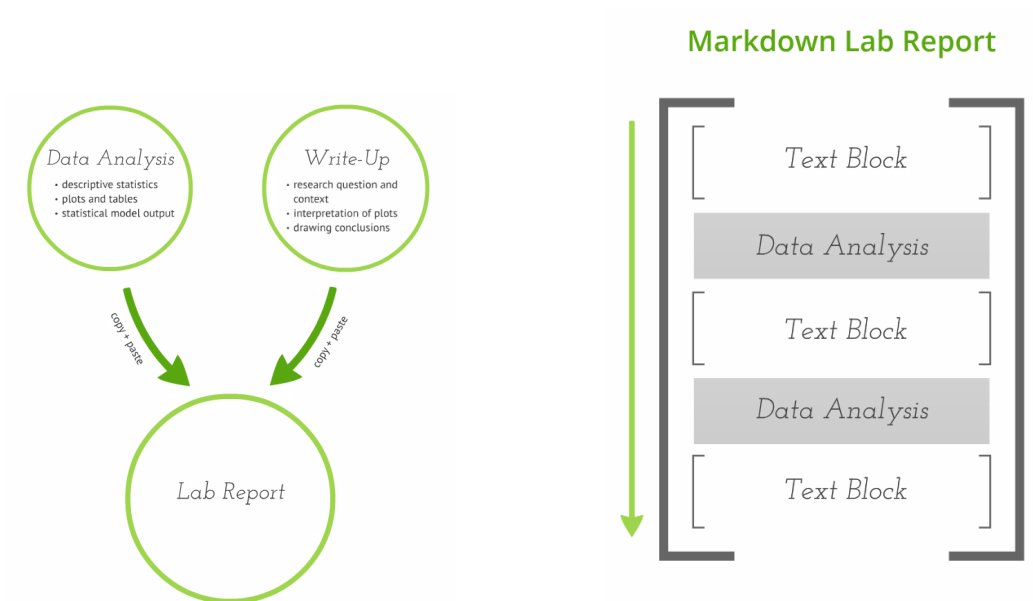 Data Analysis
• descriptive statistics
• plots and tables
• statistical model output
Write-Up
• research question and
context
• interpretation of plots
• drawing conclusions
copy + paste
copy + paste
Lab Report
Markdown Lab Report
Text Block
Data Analysis
Text Block
Data Analysis
Text Block